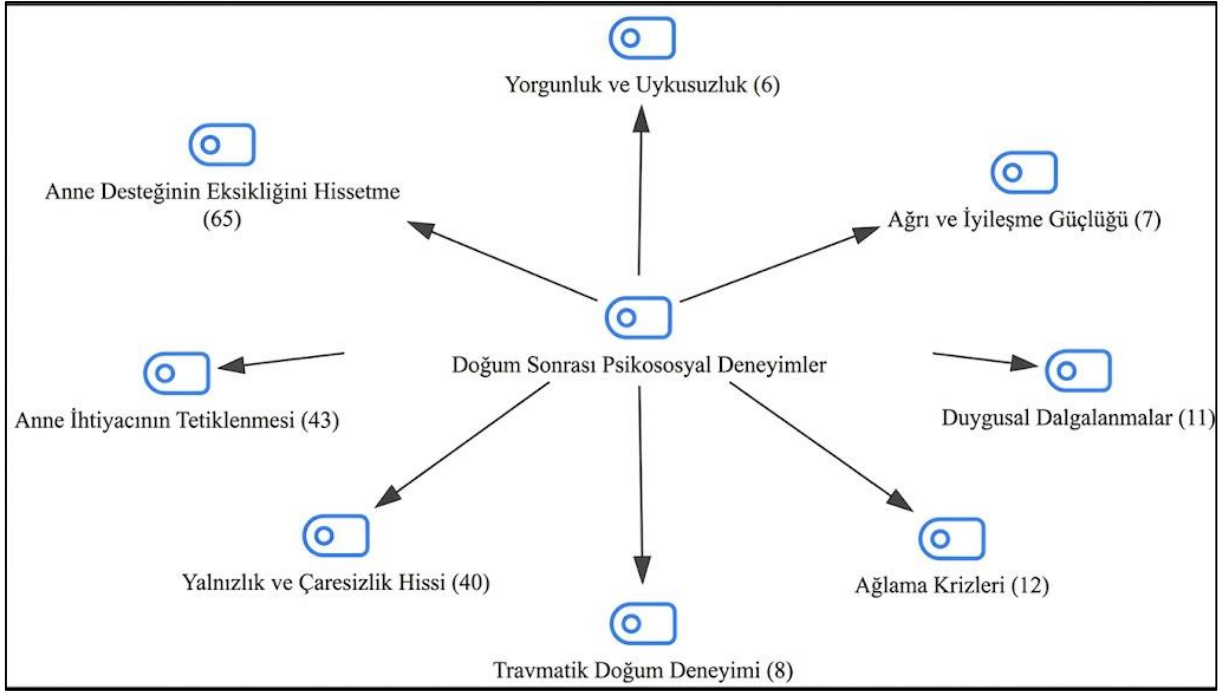 Yorgunluk ve Uykusuzluk (6)
Anne Desteğinin Eksikliğini Hissetme
(65)
Ağrı ve İyileşme Güçlüğü (7)
Doğum Sonrası Psikososyal Deneyimler
Anne İhtiyacının Tetiklenmesi (43)
Duygusal Dalgalanmalar (11)
Yalnızlık ve Çaresizlik Hissi (40)
Ağlama Krizleri (12)
Travmatik Doğum Deneyimi (8)